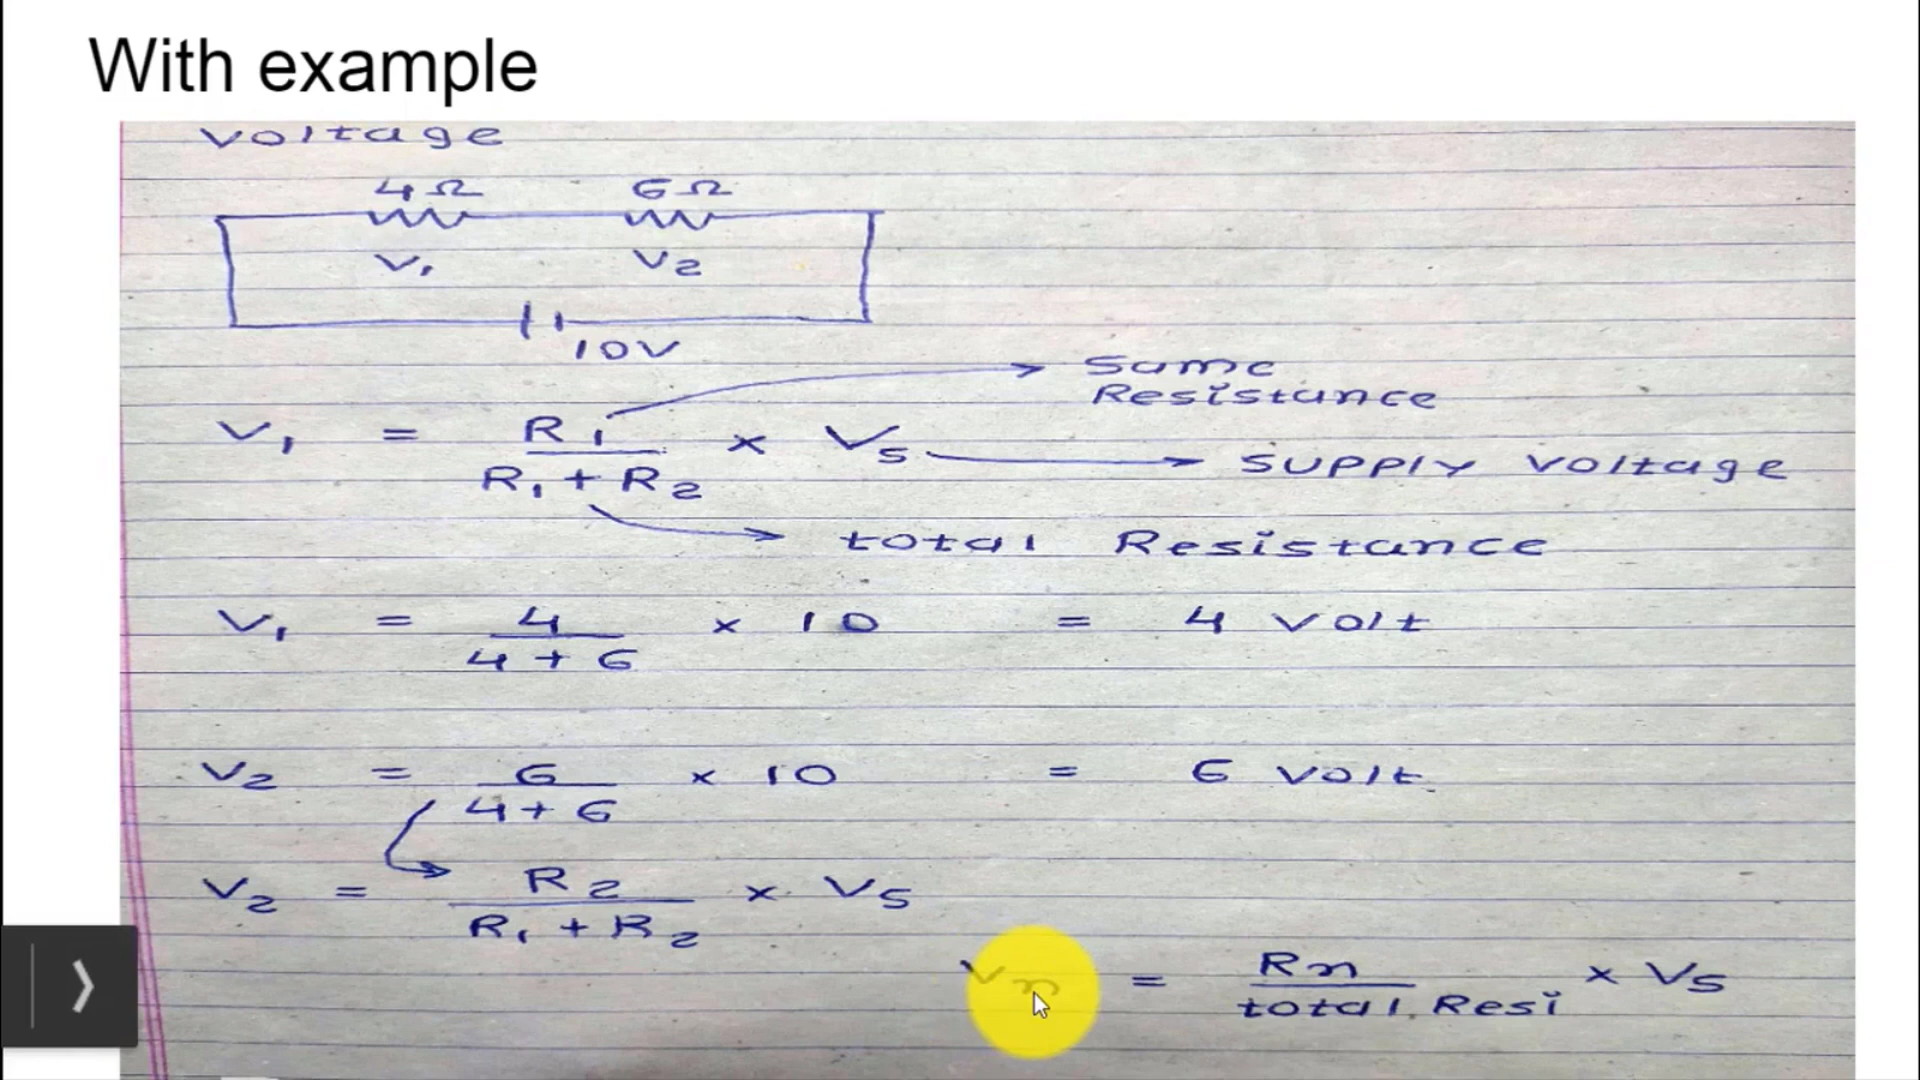 With example
Voltage
4Ω 6Ω
V1 V2
10V
Same
Resistance
V1 = R1 / R1 + R2 × Vs
SUPPIY Voltage
total Resistance
V1 = 4 / 4 + 6 × 10 = 4 Volt
V2 = 6 / 4 + 6 × 10 = 6 Volt
V2 = R2 / R1 + R2 × Vs
Vn = Rn / total Resi × Vs